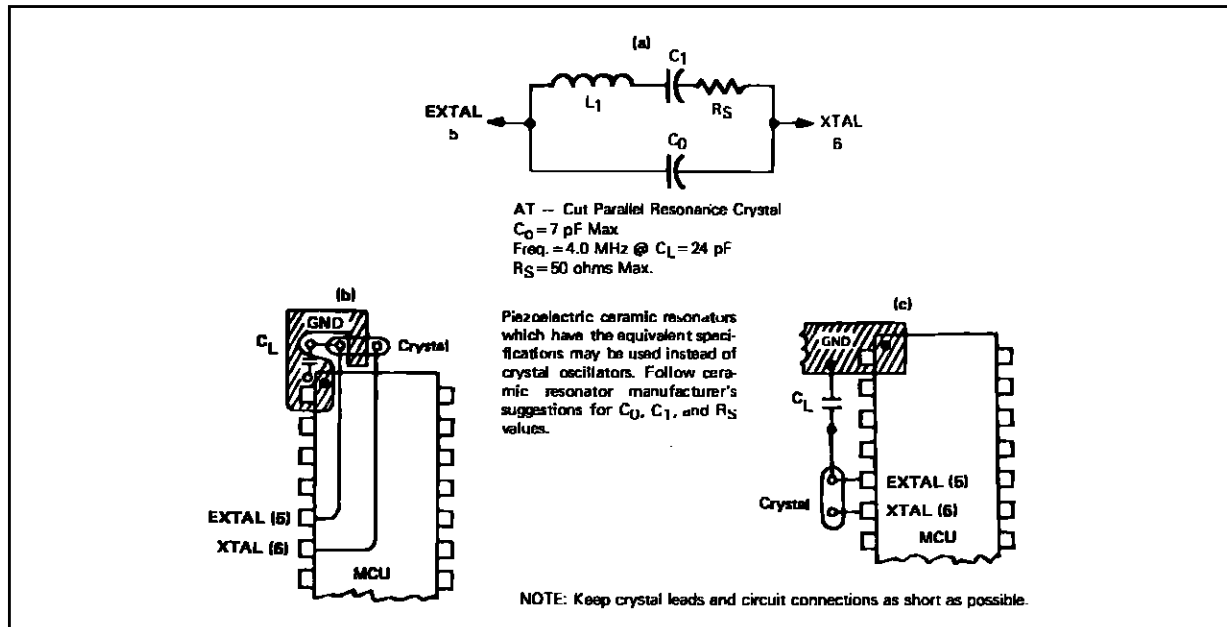 (a)
C1
L1
RS
EXTAL
5
XTAL
6
C0
AT -- Cut Parallel Resonance Crystal
C0 = 7 pF Max
Freq. = 4.0 MHz @ CL = 24 pF
RS = 50 ohms Max.
(b)
GND
CL
Crystal
EXTAL (5)
XTAL (6)
MCU
Piezoelectric ceramic resonators
which have the equivalent speci-
fications may be used instead of
crystal oscillators. Follow cera-
mic resonator manufacturer's
suggestions for C0, C1, and RS
values.
(c)
GND
CL
Crystal
EXTAL (5)
XTAL (6)
MCU
NOTE: Keep crystal leads and circuit connections as short as possible.